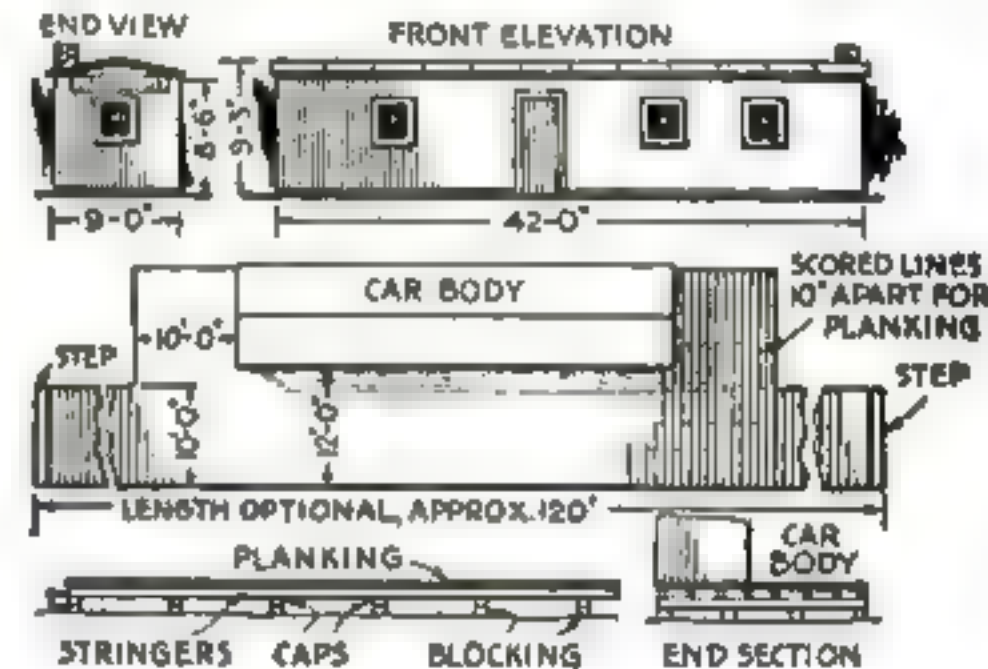 END VIEW
FRONT ELEVATION
8'-6"
9'-3"
9'-0"
42'-0"
CAR BODY
SCORED LINES
10" APART FOR
PLANKING
10'-0"
STEP
STEP
10'-0"
12'-0"
LENGTH OPTIONAL, APPROX. 120'
PLANKING
CAR
BODY
STRINGERS
CAPS
BLOCKING
END SECTION